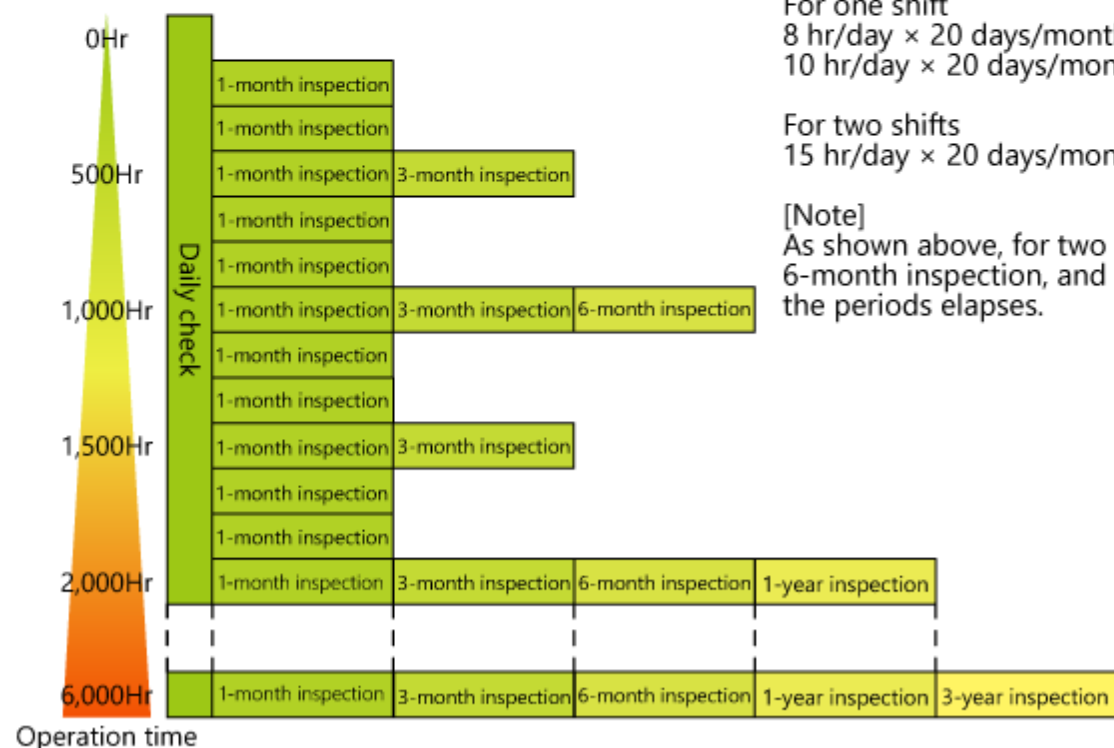 For one shift
0Hr
8 hr/day × 20 days/month
10 hr/day × 20 days/mon
1-month inspection
For two shifts
1-month inspection
15 hr/day × 20 days/mon
500Hr 1-month inspection 3-month inspection
[Note]
1-month inspection
As shown above, for two
Daily check
1-month inspection
6-month inspection, and
1,000Hr 1-month inspection 3-month inspection 6-month inspection
the periods elapses.
1-month inspection
1-month inspection
1,500Hr 1-month inspection 3-month inspection
1-month inspection
1-month inspection
2,000Hr 1-month inspection 3-month inspection 6-month inspection 1-year inspection
6,000Hr 1-month inspection 3-month inspection 6-month inspection 1-year inspection 3-year inspection
Operation time